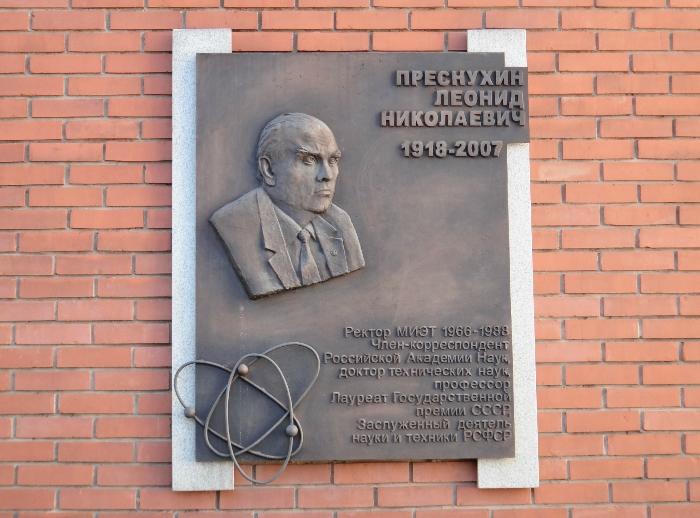 ПРЕСНУХИН
ЛЕОНИД
НИКОЛАЕВИЧ
1918-2007
Ректор МИЭТ 1966-1988
Член-корреспондент
Российской Академии Наук,
доктор технических наук,
профессор
Лауреат Государственной
премии СССР,
Заслуженный деятель
науки и техники РСФСР